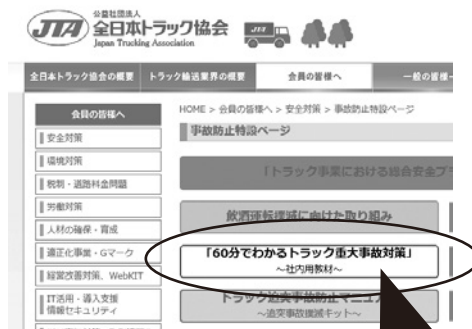 公益社団法人
JTA 全日本トラック協会
Japan Trucking Association
JTA
全日本トラック協会の概要 トラック輸送業界の概要 会員の皆様へ 一般の皆様
会員の皆様へ
HOME > 会員の皆様へ > 安全対策 > 事故防止特設ページ
事故防止特設ページ
安全対策
環境対策
「トラック事業における総合安全プ
税制・道路料金問題
労働対策
飲酒運転撲滅に向けた取り組み
人材の確保・育成
適正化事業・Gマーク
「60分でわかるトラック重大事故対策」
~社内用教材~
経営改善対策、WebKIT
IT活用・導入支援
情報セキュリティ
トラック追突事故防止マニュア
~追突事故撲滅キット~